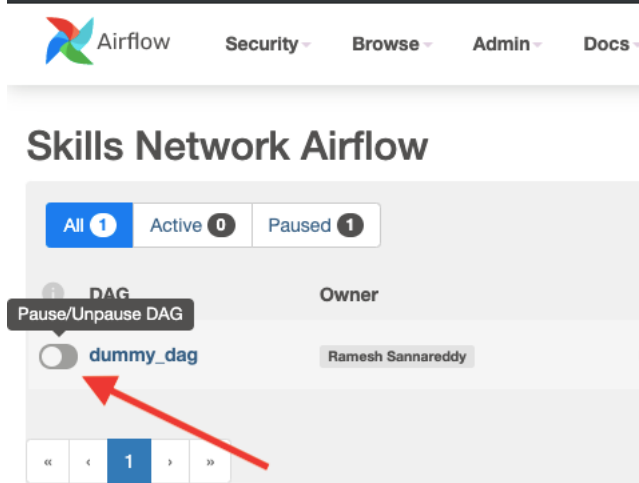 Airflow Security Browse Admin Docs
Skills Network Airflow
All 1 Active 0 Paused 1
i DAG Owner
Pause/Unpause DAG
dummy_dag Ramesh Sannareddy
« ‹ 1 › »